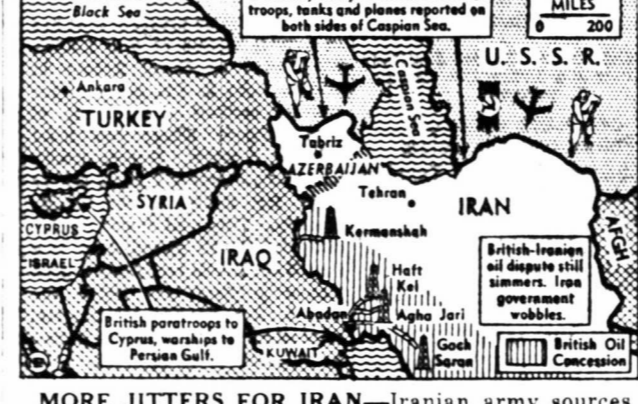 Black Sea
troops, tanks and planes reported on
both sides of Caspian Sea.
MILES
0 200
U. S. S. R.
Caspian Sea
Ankara
TURKEY
Tabriz
AZERBAIJAN
Tehran
IRAN
AFGH
SYRIA
CYPRUS
ISRAEL
IRAQ
Kermanshah
British-Iranian
oil dispute still
simmers. Iran
government
wobbles.
Haft
Kel
Abadan
Agha Jari
British paratroops to
Cyprus, warships to
Persian Gulf.
KUWAIT
Gach
Saran
British Oil
Concession
MORE JITTERS FOR IRAN—Iranian army sources